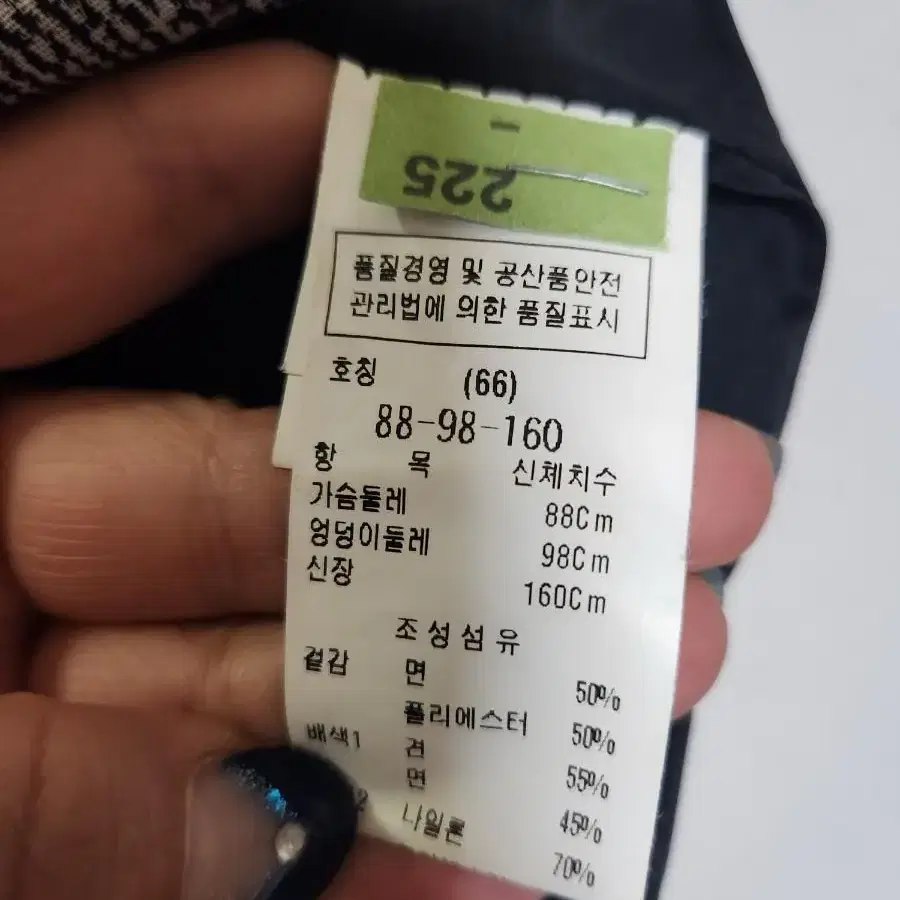 225
품질경영 및 공산품안전
관리법에 의한 품질표시
호칭 (66)
88-98-160
항 목 신체치수
가슴둘레 88Cm
엉덩이둘레 98Cm
신장 160Cm
조성섬유
겉감 면 50%
폴리에스터 50%
배색1 견 55%
면 45%
2 나일론 70%